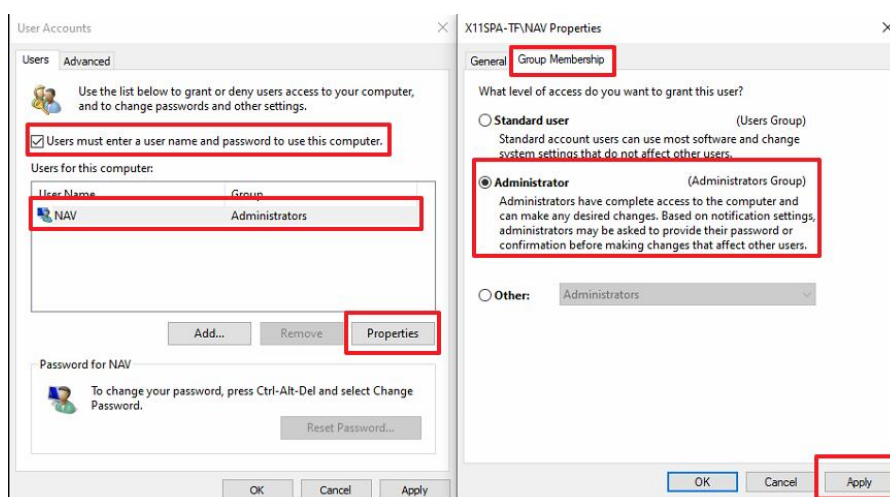 User Accounts
Users
Advanced
Use the list below to grant or deny users access to your computer,
and to change passwords and other settings.
Users must enter a user name and password to use this computer.
Users for this computer:
User Name
Group
NAV
Administrators
Add...
Remove
Properties
Password for NAV
To change your password, press Ctrl-Alt-Del and select Change
Password.
Reset Password...
OK
Cancel
Apply
X11SPA-TF\NAV Properties
General
Group Membership
What level of access do you want to grant this user?
Standard user
(Users Group)
Standard account users can use most software and change
system settings that do not affect other users.
Administrator
(Administrators Group)
Administrators have complete access to the computer and
can make any desired changes. Based on notification settings,
administrators may be asked to provide their password or
confirmation before making changes that affect other users.
Other:
Administrators
OK
Cancel
Apply